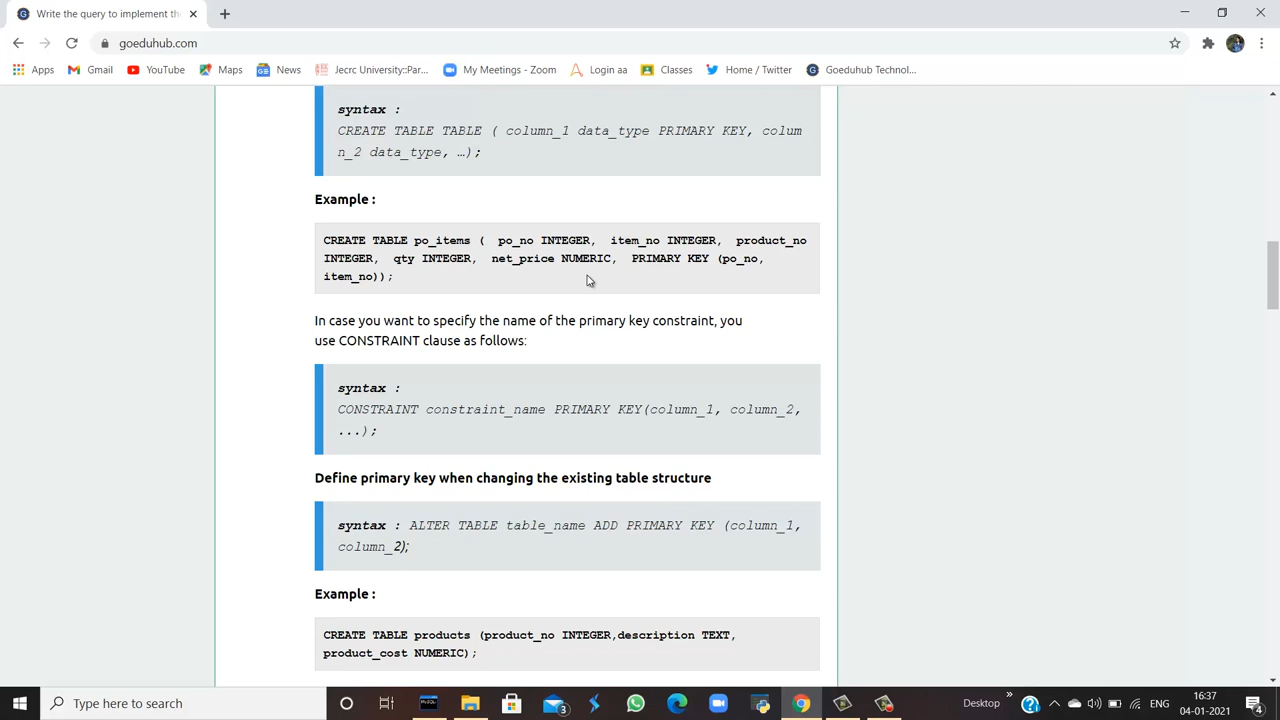 Write the query to implement th
goeduhub.com
Apps
Gmail
YouTube
Maps
News
Jecrc University::Par...
My Meetings - Zoom
Login aa
Classes
Home / Twitter
Goeduhub Technol...
syntax :
CREATE TABLE TABLE ( column_1 data_type PRIMARY KEY, colum
n_2 data_type, …);
Example :
CREATE TABLE po_items ( po_no INTEGER, item_no INTEGER, product_no
INTEGER, qty INTEGER, net_price NUMERIC, PRIMARY KEY (po_no,
item_no));
In case you want to specify the name of the primary key constraint, you
use CONSTRAINT clause as follows:
syntax :
CONSTRAINT constraint_name PRIMARY KEY(column_1, column_2,
...);
Define primary key when changing the existing table structure
syntax : ALTER TABLE table_name ADD PRIMARY KEY (column_1,
column_2);
Example :
CREATE TABLE products (product_no INTEGER,description TEXT,
product_cost NUMERIC);
Type here to search
3
Desktop
»
ENG
16:37
04-01-2021
4